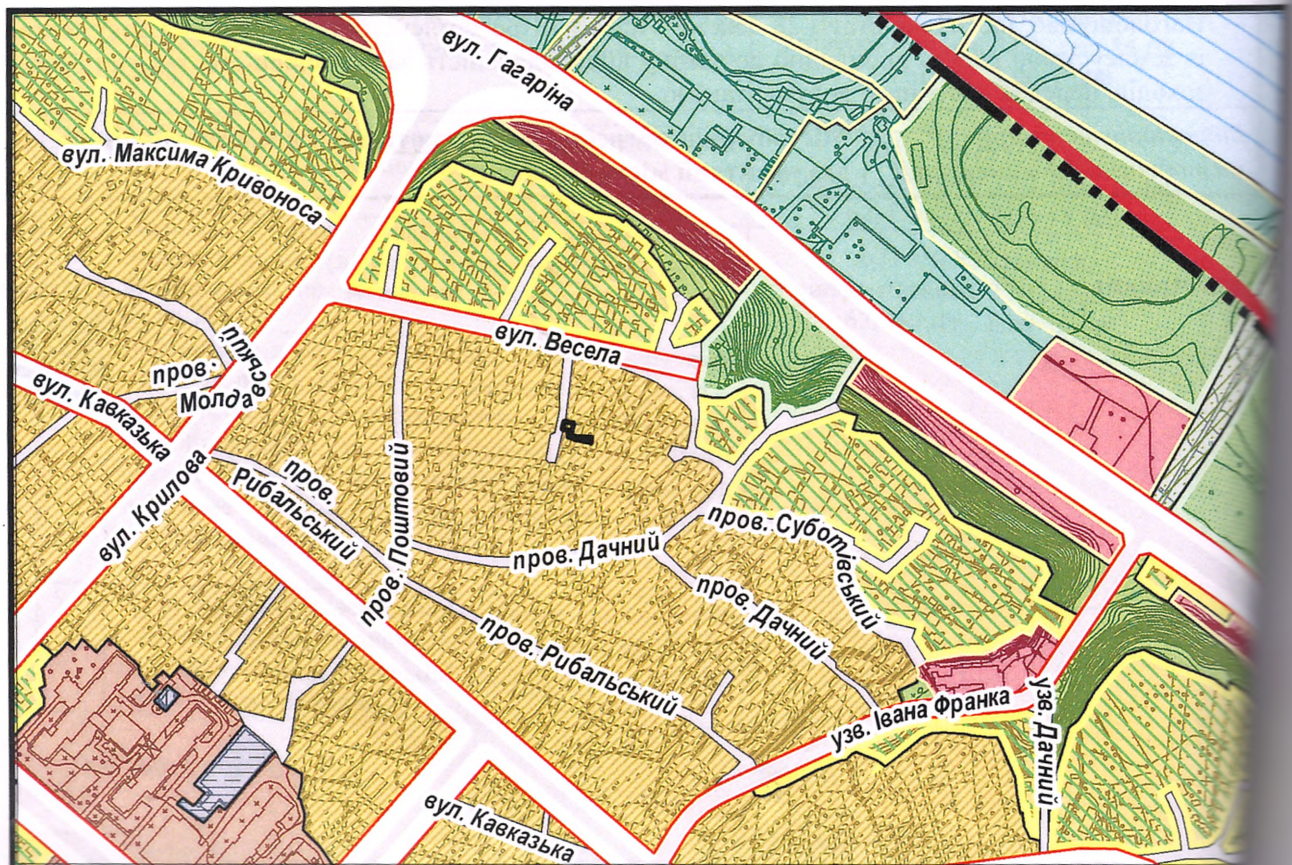 вул. Гагаріна
вул. Максима Кривоноса
вул. Весела
пров. Молдавський
вул. Кавказька
вул. Крилова
пров. Рибальський
пров. Поштовий
пров. Дачний
пров. Суботівський
пров. Дачний
пров. Рибальський
узв. Івана Франка
узв. Дачний
вул. Кавказька